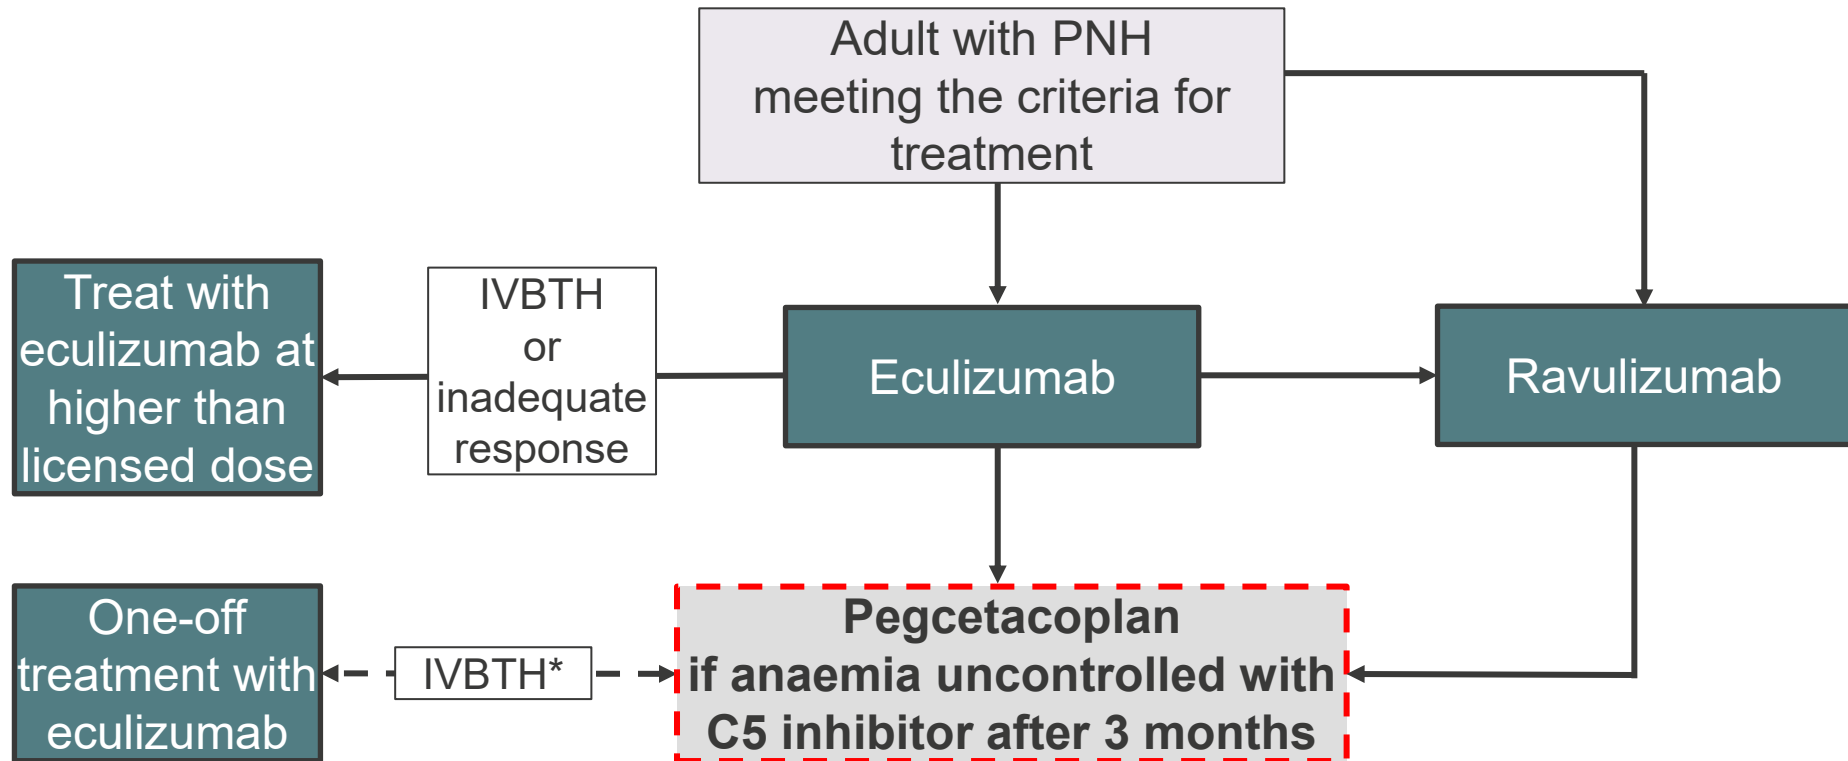 Adult with PNH
meeting the criteria for
treatment
Treat with
eculizumab at
higher than
licensed dose
IVBTH
or
inadequate
response
Eculizumab
Ravulizumab
One-off
treatment with
eculizumab
IVBTH*
Pegcetacoplan
if anaemia uncontrolled with
C5 inhibitor after 3 months